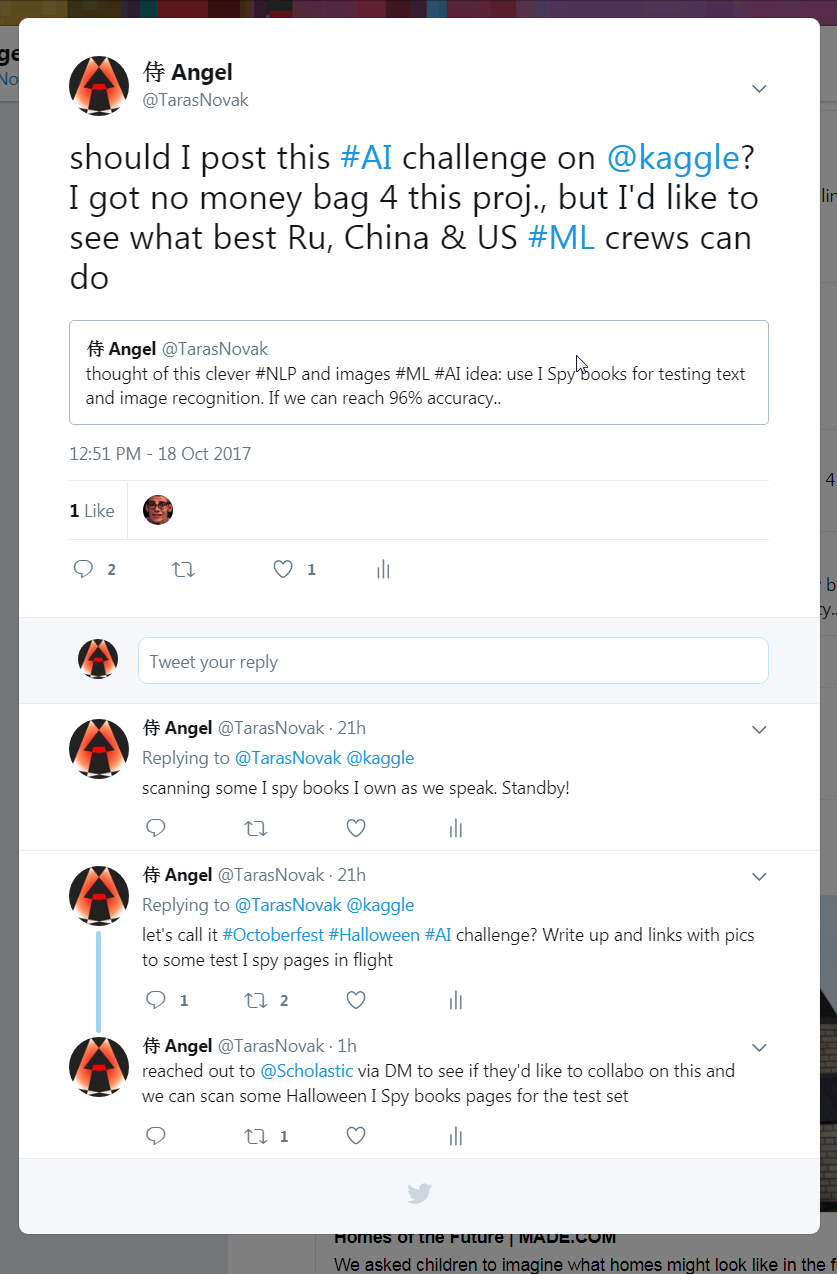 侍 Angel
@TarasNovak
should I post this #AI challenge on @kaggle?
I got no money bag 4 this proj., but I'd like to
see what best Ru, China & US #ML crews can
do
侍 Angel @TarasNovak
thought of this clever #NLP and images #ML #AI idea: use I Spy books for testing text
and image recognition. If we can reach 96% accuracy..
12:51 PM - 18 Oct 2017
1 Like
2
1
Tweet your reply
侍 Angel @TarasNovak · 21h
Replying to @TarasNovak @kaggle
scanning some I spy books I own as we speak. Standby!
侍 Angel @TarasNovak · 21h
Replying to @TarasNovak @kaggle
let's call it #Octoberfest #Halloween #AI challenge? Write up and links with pics
to some test I spy pages in flight
1
2
侍 Angel @TarasNovak · 1h
reached out to @Scholastic via DM to see if they'd like to collabo on this and
we can scan some Halloween I Spy books pages for the test set
1
Homes of the Future | MADE.COM
We asked children to imagine what homes might look like in the f